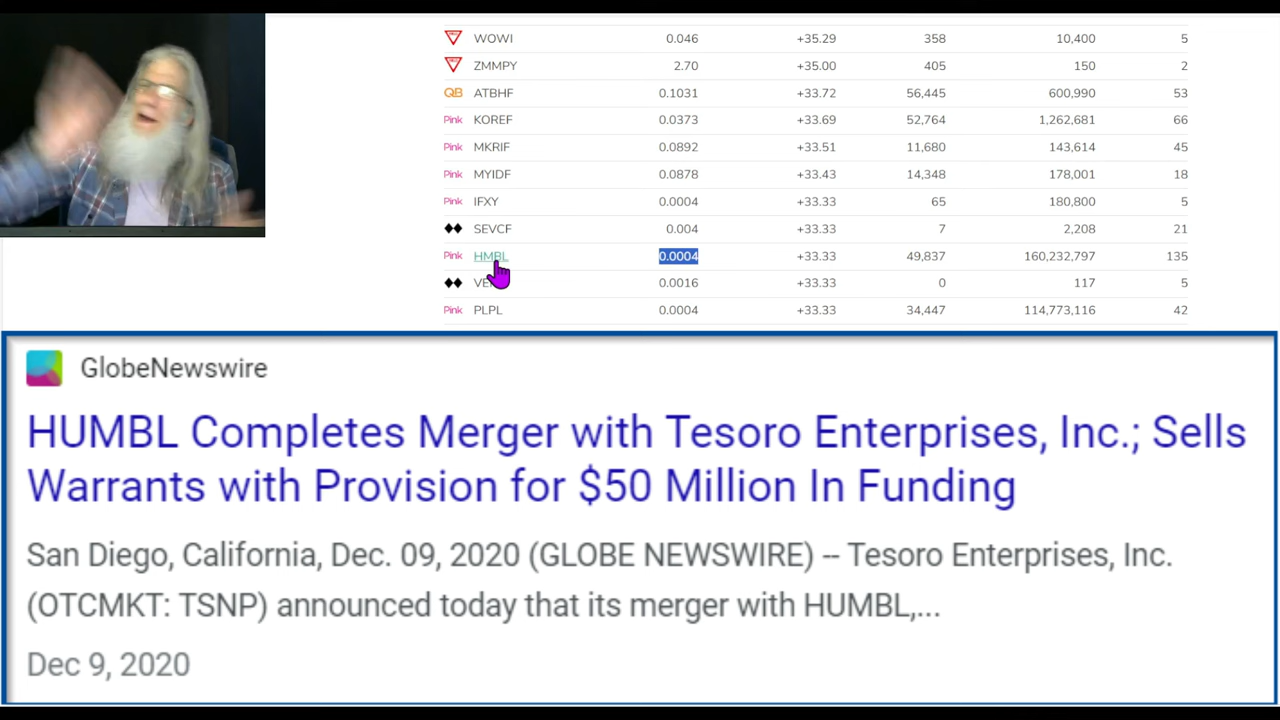 WOWI 0.046 +35.29 358 10,400 5
ZMMPY 2.70 +35.00 405 150 2
QB ATBHF 0.1031 +33.72 56,445 600,990 53
Pink KOREF 0.0373 +33.69 52,764 1,262,681 66
Pink MKRIF 0.0892 +33.51 11,680 143,614 45
Pink MYIDF 0.0878 +33.43 14,348 178,001 18
Pink IFXY 0.0004 +33.33 65 180,800 5
SEVCF 0.004 +33.33 7 2,208 21
Pink HMBL 0.0004 +33.33 49,837 160,232,797 135
0.0016 +33.33 0 117 5
Pink PLPL 0.0004 +33.33 34,447 114,773,116 42
GlobeNewswire
HUMBL Completes Merger with Tesoro Enterprises, Inc.; Sells
Warrants with Provision for $50 Million In Funding
San Diego, California, Dec. 09, 2020 (GLOBE NEWSWIRE) -- Tesoro Enterprises, Inc.
(OTCMKT: TSNP) announced today that its merger with HUMBL,...
Dec 9, 2020